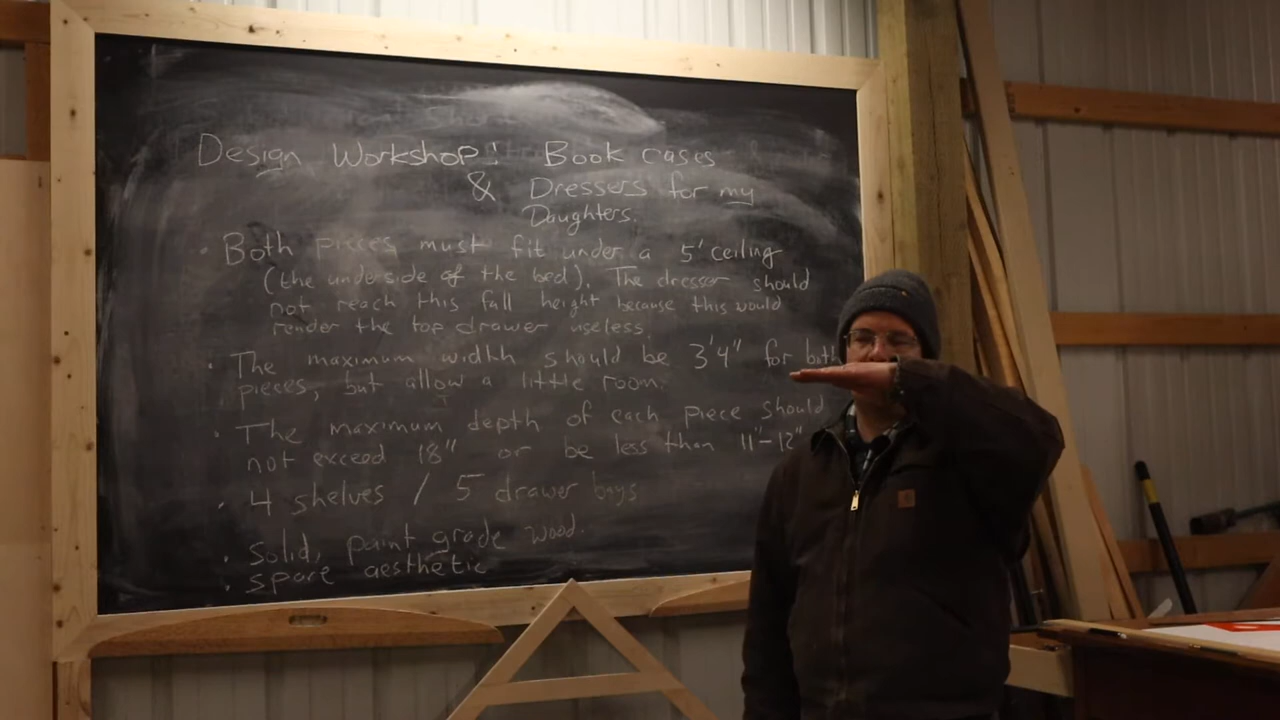 Design Workshop: Book cases
& Dressers for my
Daughters.
• Both pieces must fit under a 5' ceiling
(the underside of the bed). The dresser should
not reach this full height because this would
render the top drawer useless.
• The maximum width should be 3'4" for both
pieces, but allow a little room.
• The maximum depth of each piece should
not exceed 18" or be less than 11"-12"
• 4 shelves / 5 drawer bays
• Solid, paint grade wood.
• spare aesthetic